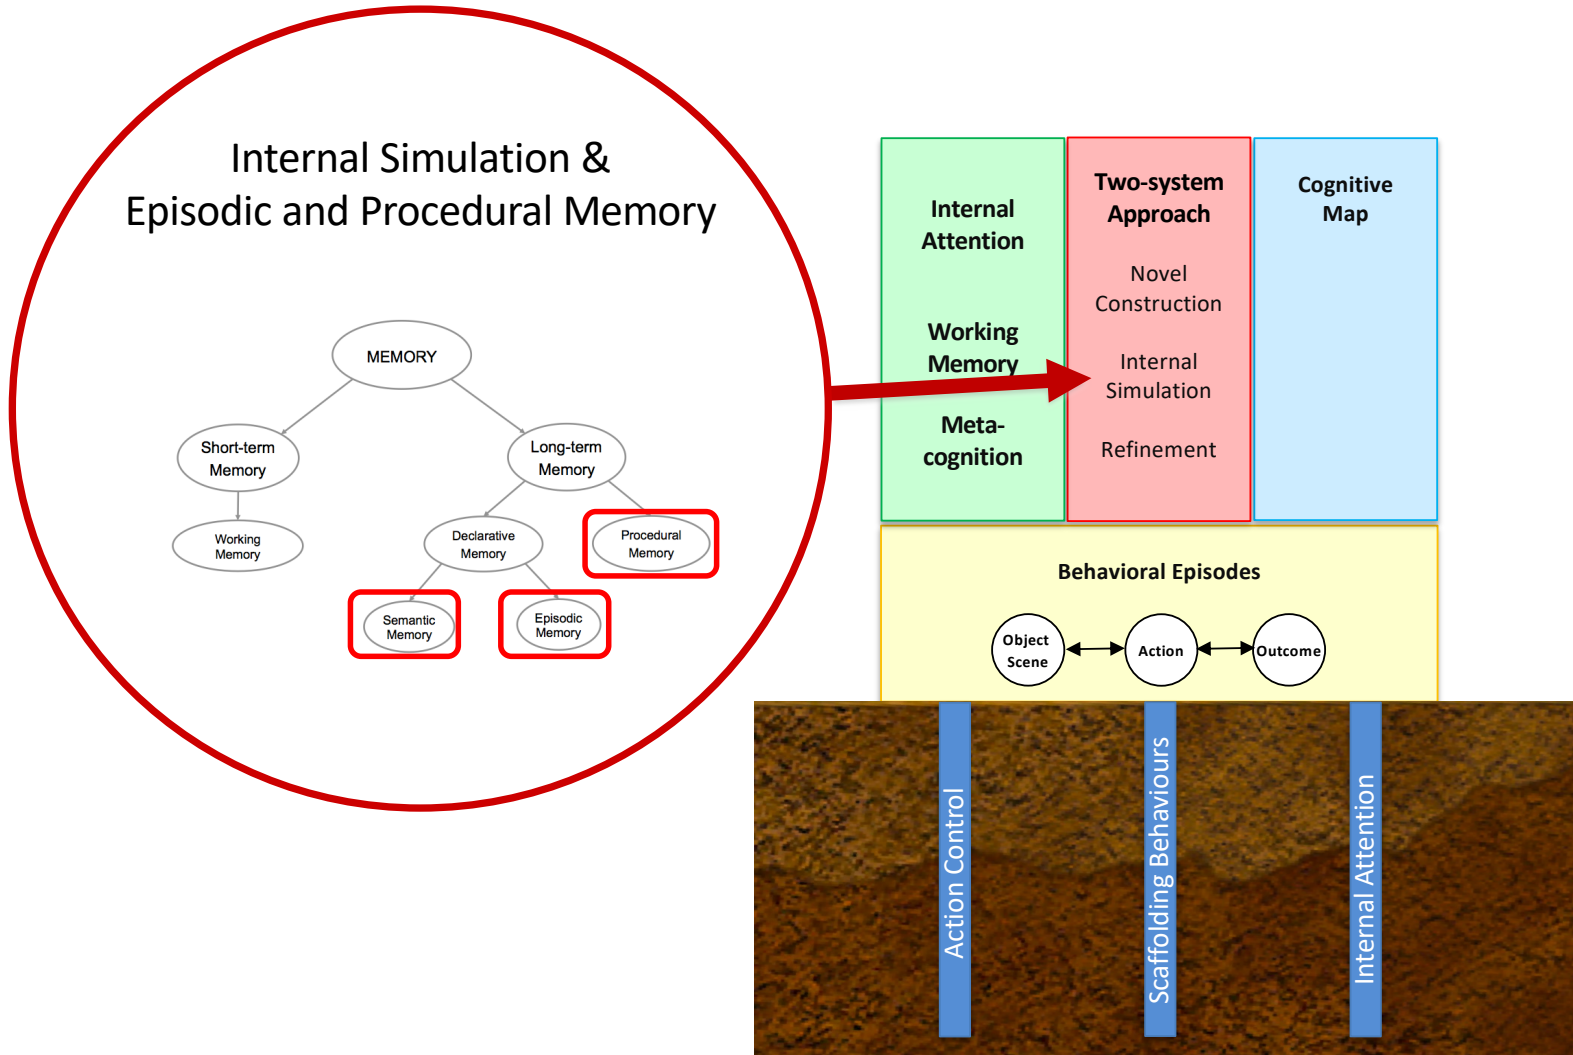 Internal Simulation &
Episodic and Procedural Memory
MEMORY
Short-term
Memory
Long-term
Memory
Working
Memory
Declarative
Memory
Procedural
Memory
Semantic
Memory
Episodic
Memory
Internal
Attention
Working
Memory
Meta-
cognition
Two-system
Approach
Novel
Construction
Internal
Simulation
Refinement
Cognitive
Map
Behavioral Episodes
Object
Scene
Action
Outcome
Action Control
Scaffolding Behaviours
Internal Attention